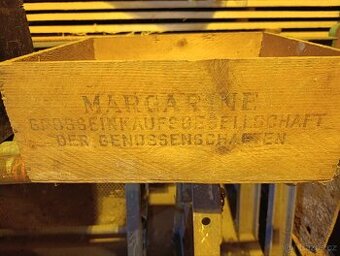 MARGARINE
GROSSEINKAUFSGESELLSCHAFT
DER GENOSSENSCHAFTEN